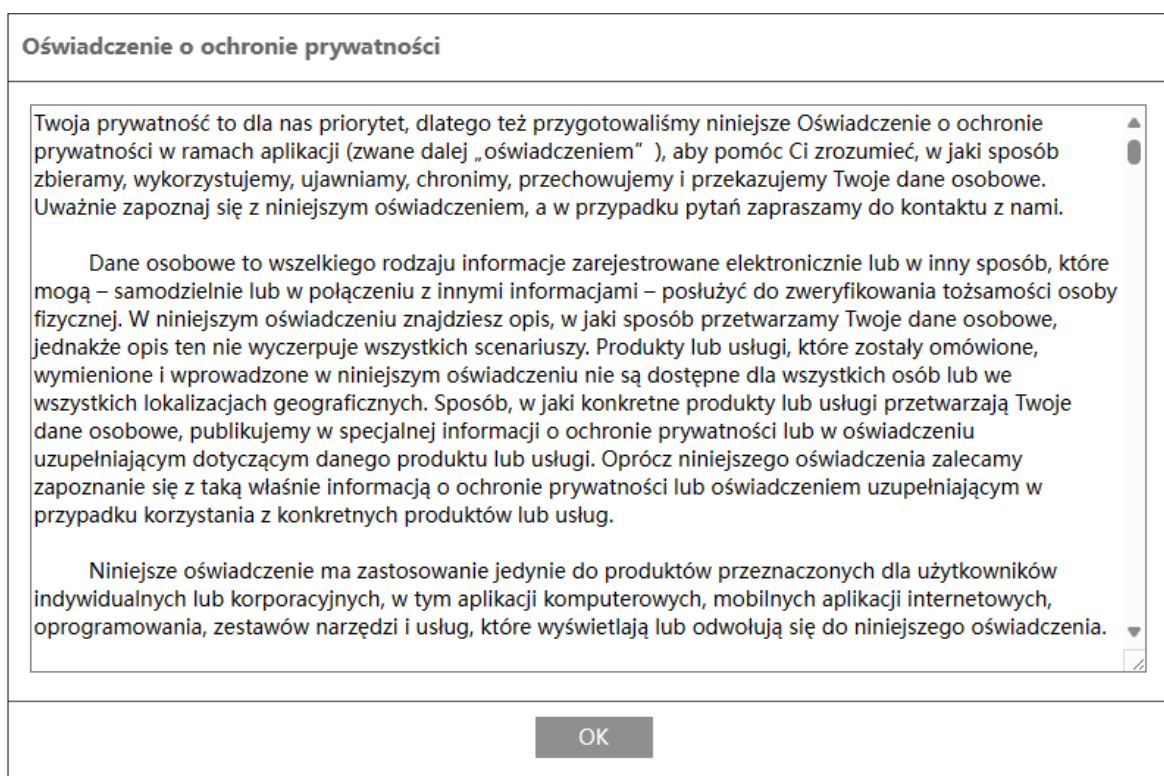 Oświadczenie o ochronie prywatności
Twoja prywatność to dla nas priorytet, dlatego też przygotowaliśmy niniejsze Oświadczenie o ochronie
prywatności w ramach aplikacji (zwane dalej „oświadczeniem” ), aby pomóc Ci zrozumieć, w jaki sposób
zbieramy, wykorzystujemy, ujawniamy, chronimy, przechowujemy i przekazujemy Twoje dane osobowe.
Uważnie zapoznaj się z niniejszym oświadczeniem, a w przypadku pytań zapraszamy do kontaktu z nami.
Dane osobowe to wszelkiego rodzaju informacje zarejestrowane elektronicznie lub w inny sposób, które
mogą – samodzielnie lub w połączeniu z innymi informacjami – posłużyć do zweryfikowania tożsamości osoby
fizycznej. W niniejszym oświadczeniu znajdziesz opis, w jaki sposób przetwarzamy Twoje dane osobowe,
jednakże opis ten nie wyczerpuje wszystkich scenariuszy. Produkty lub usługi, które zostały omówione,
wymienione i wprowadzone w niniejszym oświadczeniu nie są dostępne dla wszystkich osób lub we
wszystkich lokalizacjach geograficznych. Sposób, w jaki konkretne produkty lub usługi przetwarzają Twoje
dane osobowe, publikujemy w specjalnej informacji o ochronie prywatności lub w oświadczeniu
uzupełniającym dotyczącym danego produktu lub usługi. Oprócz niniejszego oświadczenia zalecamy
zapoznanie się z taką właśnie informacją o ochronie prywatności lub oświadczeniem uzupełniającym w
przypadku korzystania z konkretnych produktów lub usług.
Niniejsze oświadczenie ma zastosowanie jedynie do produktów przeznaczonych dla użytkowników
indywidualnych lub korporacyjnych, w tym aplikacji komputerowych, mobilnych aplikacji internetowych,
oprogramowania, zestawów narzędzi i usług, które wyświetlają lub odwołują się do niniejszego oświadczenia.
OK